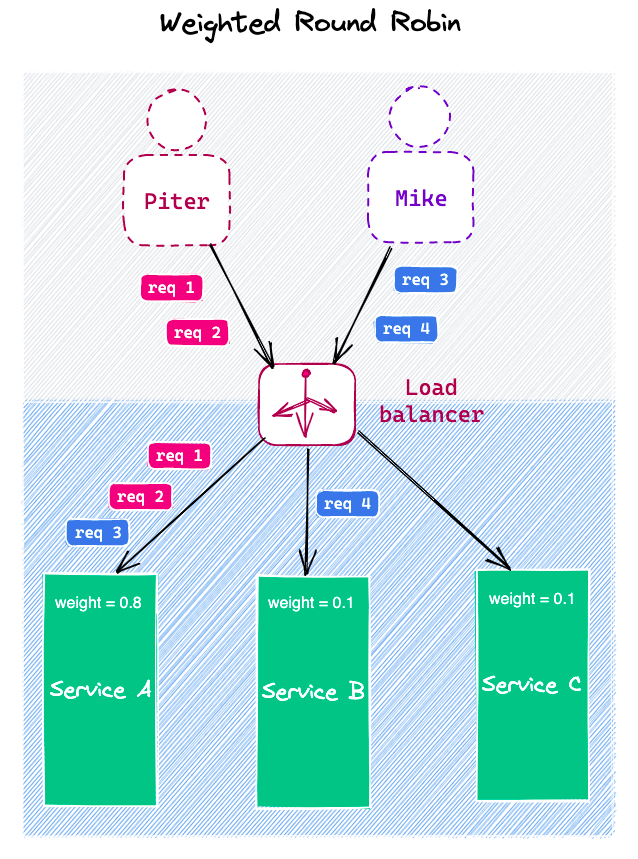 Weighted Round Robin
Piter
Mike
req 1
req 3
req 2
req 4
Load
balancer
req 1
req 2
req 4
req 3
weight = 0.8
weight = 0.1
weight = 0.1
Service A
Service B
Service C